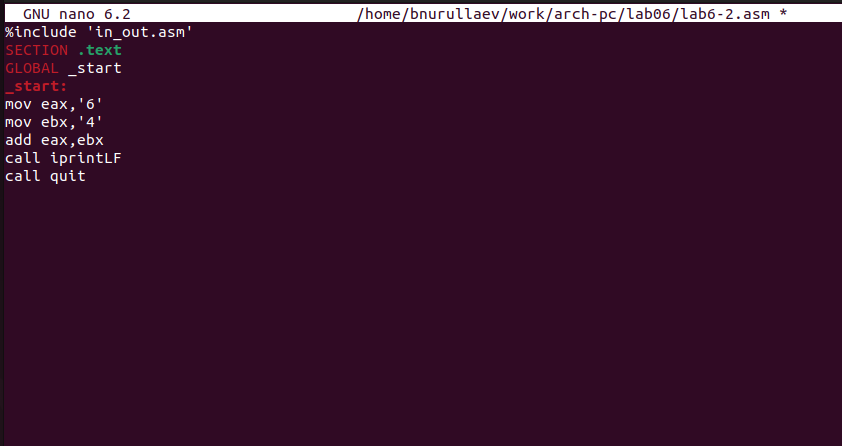 GNU nano 6.2 /home/bnurullaev/work/arch-pc/lab06/lab6-2.asm *
%include 'in_out.asm'
SECTION .text
GLOBAL _start
_start:
mov eax,'6'
mov ebx,'4'
add eax,ebx
call iprintLF
call quit